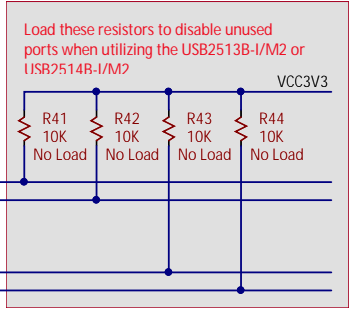 Load these resistors to disable unused
ports when utilizing the USB2513B-I/M2 or
USB2514B-I/M2
VCC3V3
R41 R42 R43 R44
10K 10K 10K 10K
No Load No Load No Load No Load